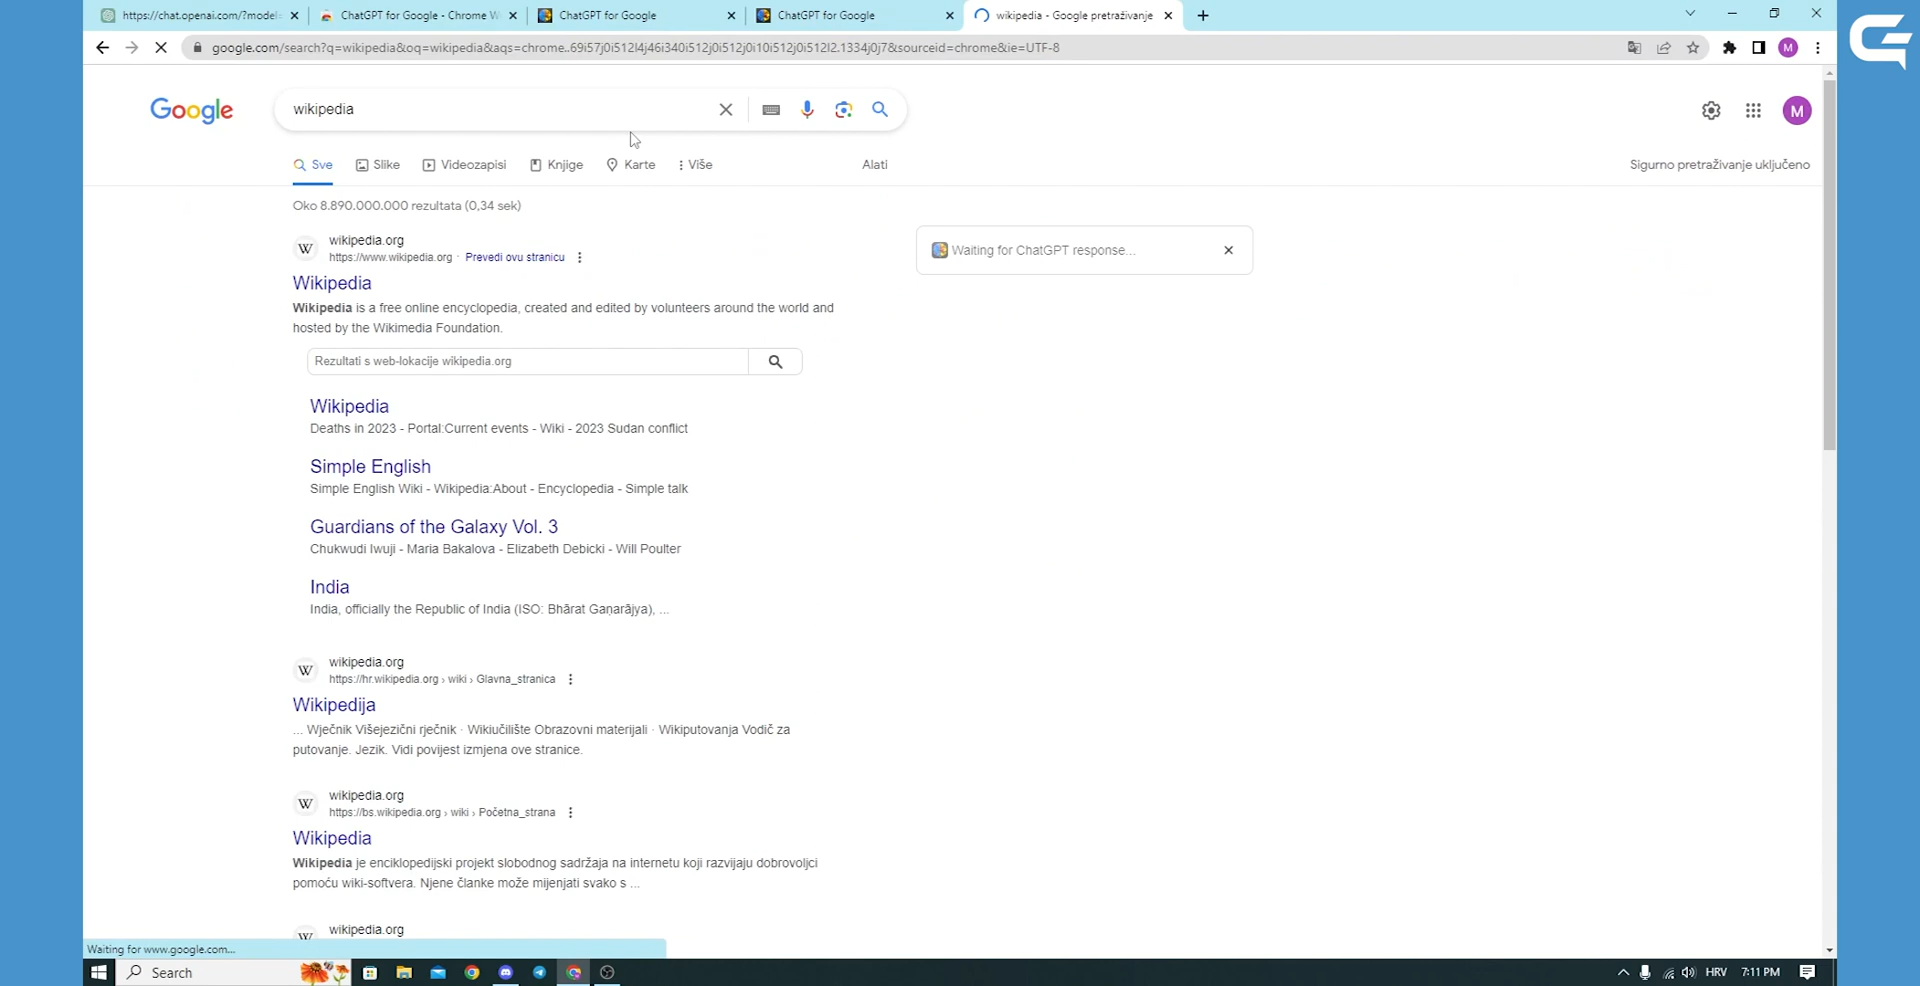 https://chat.openai.com/?model=
ChatGPT for Google - Chrome W
ChatGPT for Google
ChatGPT for Google
wikipedia - Google pretraživanje
google.com/search?q=wikipedia&oq=wikipedia&aqs=chrome..69i57j0i512l4j46i340i512j0i512j0i10i512j0i512l2.1334j0j7&sourceid=chrome&ie=UTF-8
M
Google
wikipedia
M
Sve
Slike
Videozapisi
Knjige
Karte
Više
Alati
Sigurno pretraživanje uključeno
Oko 8.890.000.000 rezultata (0,34 sek)
W
wikipedia.org
https://www.wikipedia.org · Prevedi ovu stranicu
Wikipedia
Wikipedia is a free online encyclopedia, created and edited by volunteers around the world and
hosted by the Wikimedia Foundation.
Rezultati s web-lokacije wikipedia.org
Wikipedia
Deaths in 2023 - Portal:Current events - Wiki - 2023 Sudan conflict
Simple English
Simple English Wiki - Wikipedia:About - Encyclopedia - Simple talk
Guardians of the Galaxy Vol. 3
Chukwudi Iwuji - Maria Bakalova - Elizabeth Debicki - Will Poulter
India
India, officially the Republic of India (ISO: Bhārat Gaṇarājya), ...
Waiting for ChatGPT response...
W
wikipedia.org
https://hr.wikipedia.org › wiki › Glavna_stranica
Wikipedija
... Wječnik Višejezični rječnik · Wikiučilište Obrazovni materijali · Wikiputovanja Vodič za
putovanje. Jezik. Vidi povijest izmjena ove stranice.
W
wikipedia.org
https://bs.wikipedia.org › wiki › Početna_strana
Wikipedia
Wikipedia je enciklopedijski projekt slobodnog sadržaja na internetu koji razvijaju dobrovoljci
pomoću wiki-softvera. Njene članke može mijenjati svako s ...
W
wikipedia.org
Waiting for www.google.com...
Search
HRV
7:11 PM